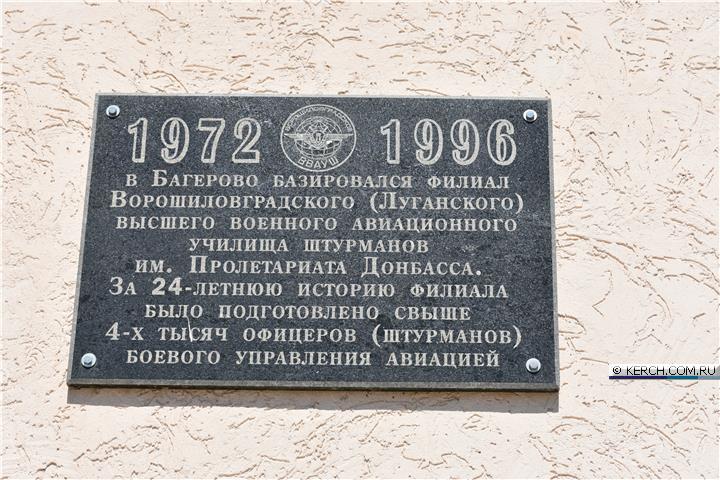 1972 1996
ВВАУШ
в Багерово базировался филиал
Ворошиловградского (Луганского)
высшего военного авиационного
училища штурманов
им. Пролетариата Донбасса.
За 24-летнюю историю филиала
было подготовлено свыше
4-х тысяч офицеров (штурманов)
боевого управления авиацией
© KERCH.COM.RU